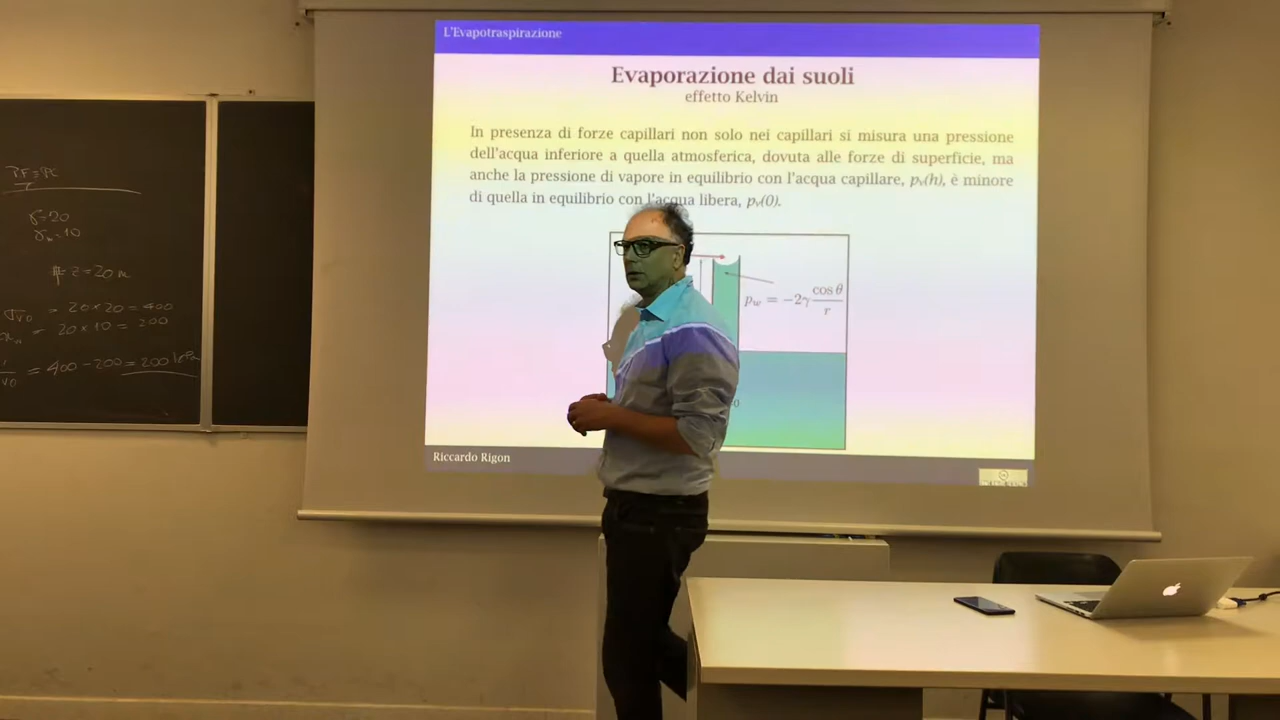 L'Evapotraspirazione
Evaporazione dai suoli
effetto Kelvin
In presenza di forze capillari non solo nei capillari si misura una pressione
dell'acqua inferiore a quella atmosferica, dovuta alle forze di superficie, ma
anche la pressione di vapore in equilibrio con l'acqua capillare, pᵥ(h), è minore
di quella in equilibrio con l'acqua libera, pᵥ(0).
p_w = −2γ cos θ / r
Riccardo Rigon
z = 20 m
20 x 20 = 400
20 x 10 = 200
= 400 - 200 = 200 kPa